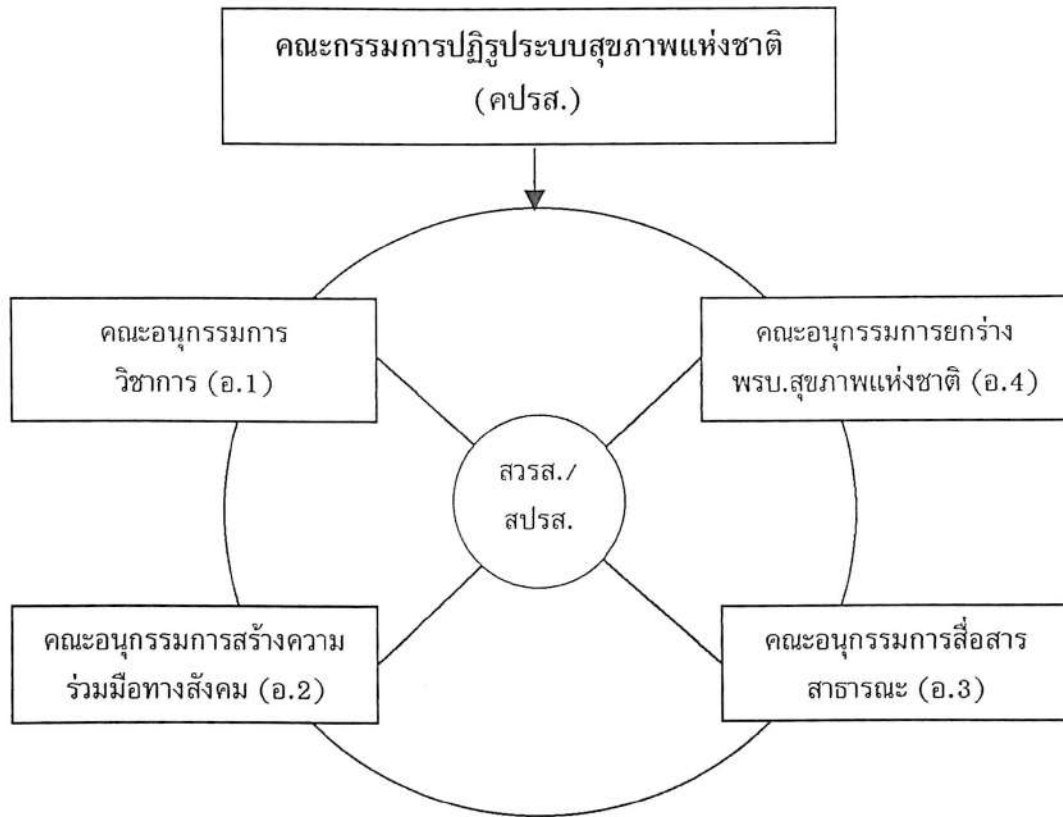 คณะกรรมการปฏิรูประบบสุขภาพแห่งชาติ
(คปรส.)
คณะอนุกรรมการ
วิชาการ (อ.1)
คณะอนุกรรมการยกร่าง
พรบ.สุขภาพแห่งชาติ (อ.4)
สวรส./
สปรส.
คณะอนุกรรมการสร้างความ
ร่วมมือทางสังคม (อ.2)
คณะอนุกรรมการสื่อสาร
สาธารณะ (อ.3)